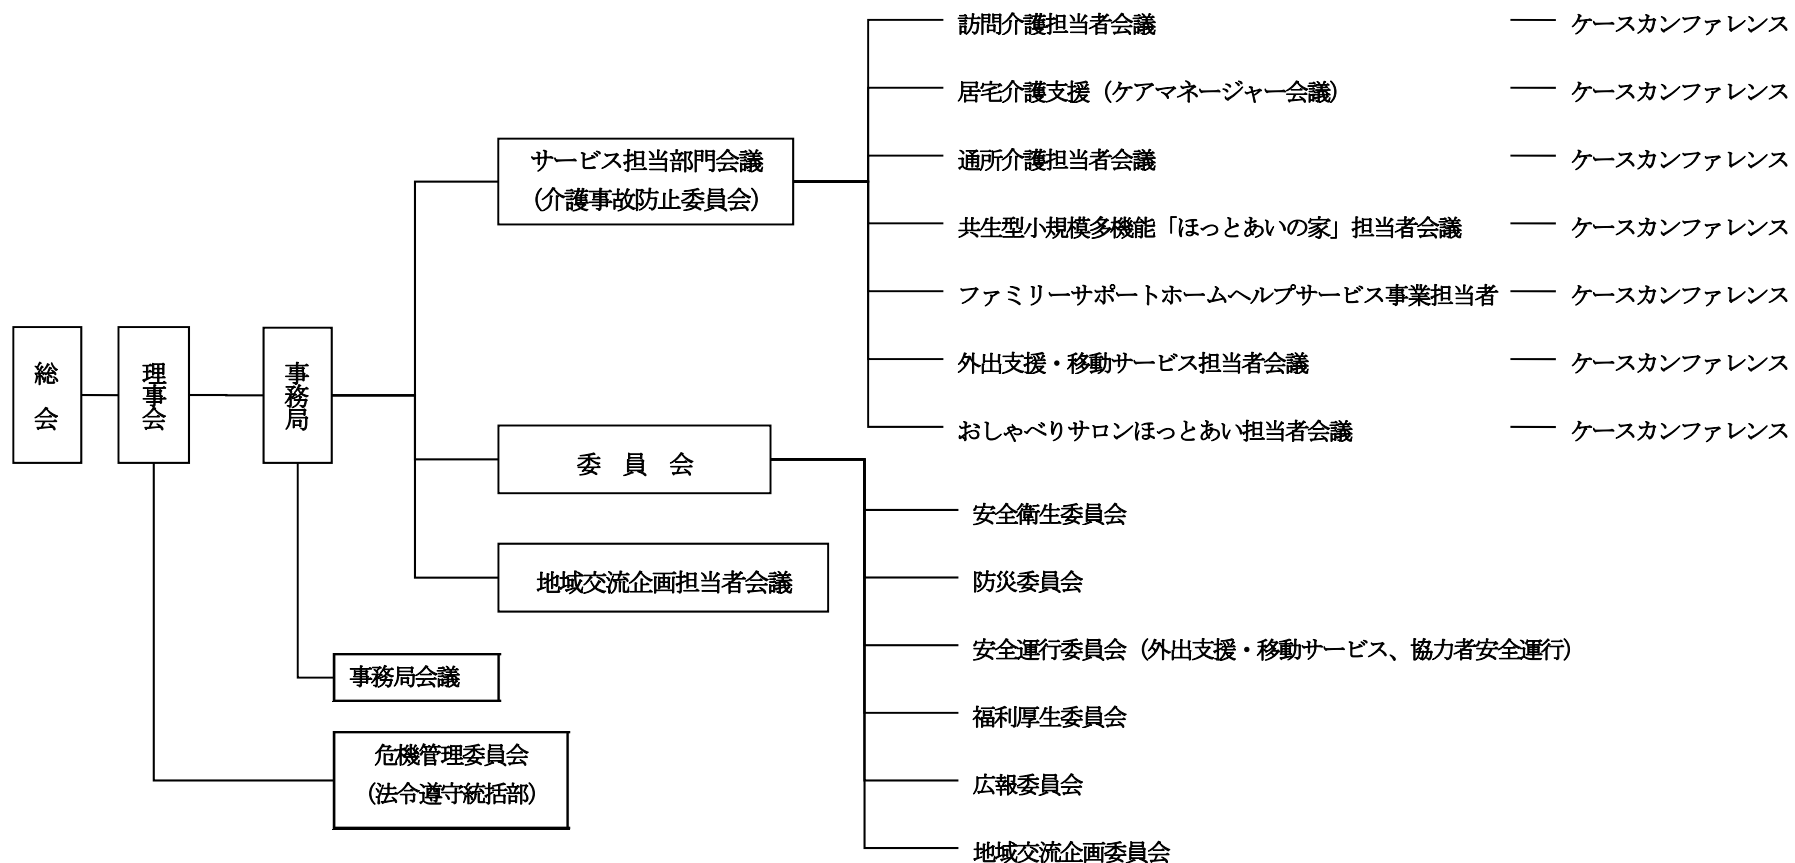 総会
理事会
事務局
サービス担当部門会議
（介護事故防止委員会）
訪問介護担当者会議 ケースカンファレンス
居宅介護支援（ケアマネージャー会議） ケースカンファレンス
通所介護担当者会議 ケースカンファレンス
共生型小規模多機能「ほっとあいの家」担当者会議 ケースカンファレンス
ファミリーサポートホームヘルプサービス事業担当者 ケースカンファレンス
外出支援・移動サービス担当者会議 ケースカンファレンス
おしゃべりサロンほっとあい担当者会議 ケースカンファレンス
委員会
安全衛生委員会
防災委員会
安全運行委員会（外出支援・移動サービス、協力者安全運行）
福利厚生委員会
広報委員会
地域交流企画委員会
地域交流企画担当者会議
事務局会議
危機管理委員会
（法令遵守統括部）